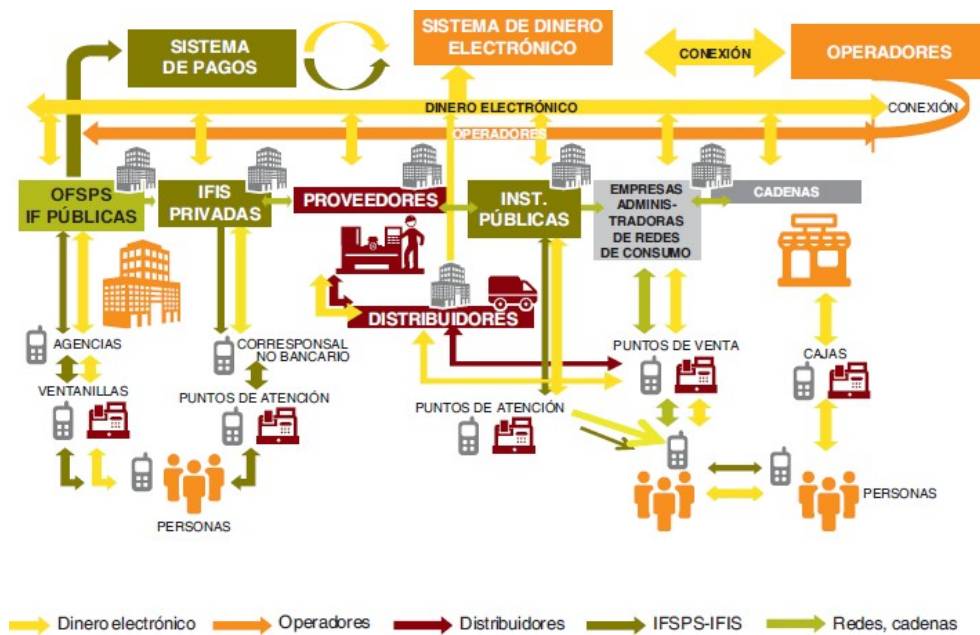 SISTEMA
DE PAGOS
SISTEMA DE DINERO
ELECTRÓNICO
CONEXIÓN
OPERADORES
DINERO ELECTRÓNICO
CONEXIÓN
OPERADORES
OFSPS
IF PÚBLICAS
IFIS
PRIVADAS
PROVEEDORES
INST.
PÚBLICAS
EMPRESAS
ADMINIS-
TRADORAS
DE REDES
DE CONSUMO
CADENAS
DISTRIBUIDORES
AGENCIAS
CORRESPONSAL
NO BANCARIO
PUNTOS DE VENTA
CAJAS
VENTANILLAS
PUNTOS DE ATENCIÓN
PUNTOS DE ATENCIÓN
PERSONAS
PERSONAS
Dinero electrónico
Operadores
Distribuidores
IFSPS-IFIS
Redes, cadenas